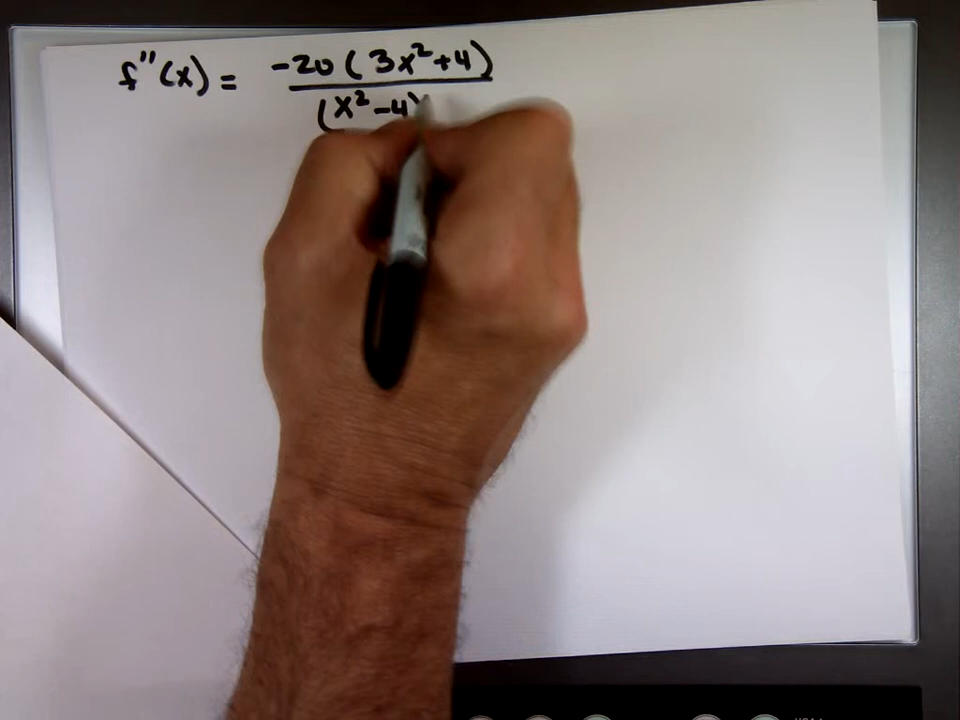 f''(x) = -20 (3x²+4)
(x²-4)